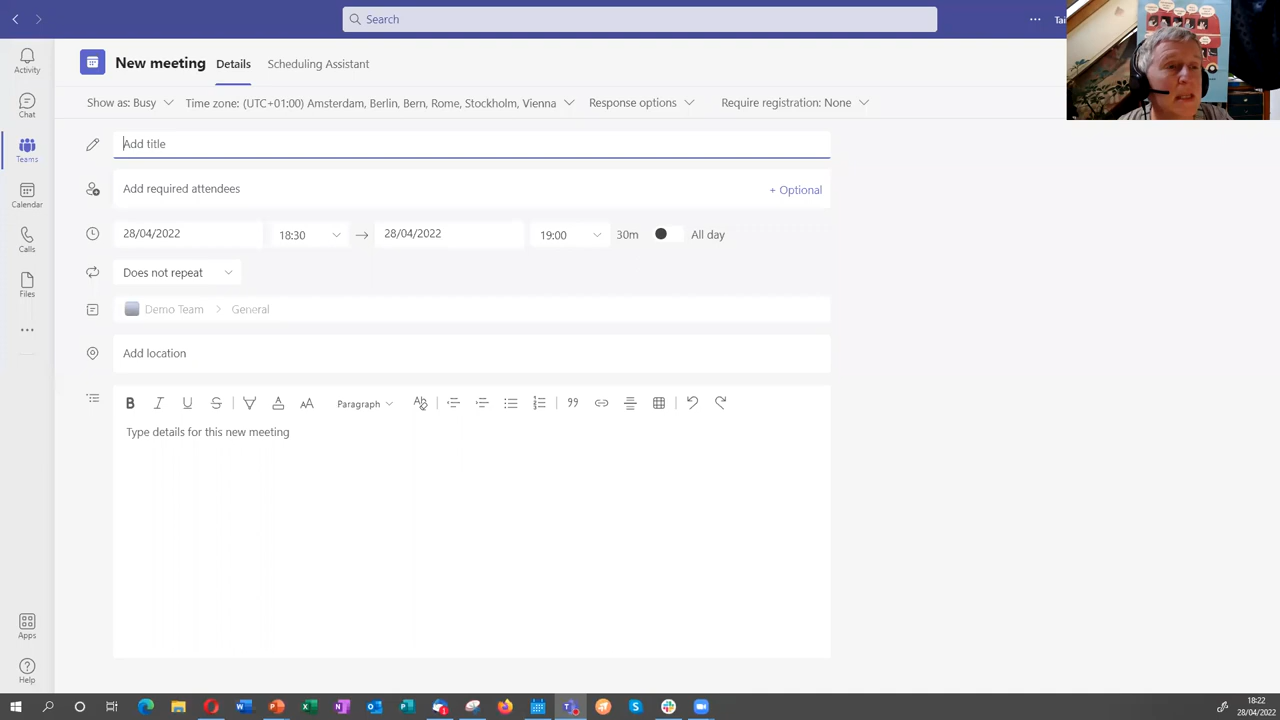 Search
...
Tai
New meeting Details Scheduling Assistant
Show as: Busy Time zone: (UTC+01:00) Amsterdam, Berlin, Bern, Rome, Stockholm, Vienna Response options Require registration: None
Activity
Chat
Teams
Calendar
Calls
Files
...
Apps
Help
Add title
Add required attendees + Optional
28/04/2022 18:30 → 28/04/2022 19:00 30m All day
Does not repeat
Demo Team > General
Add location
B I U S A AA Paragraph Ab
Type details for this new meeting
18:22
28/04/2022